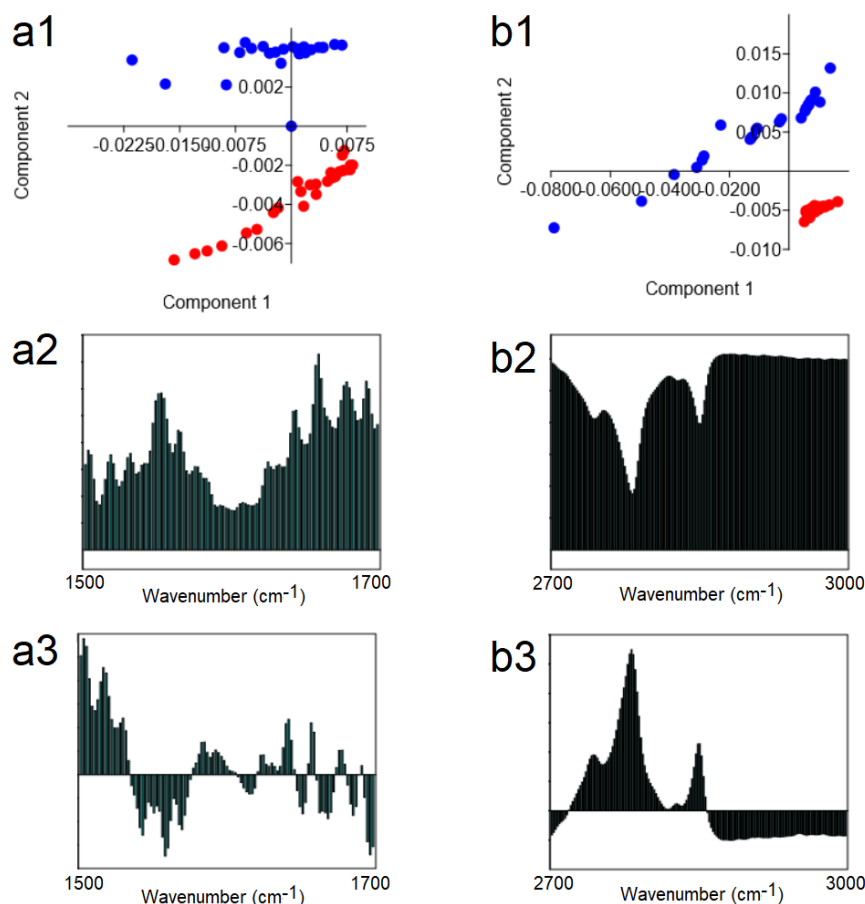 a1
Component 2
0.002
-0.0225
-0.0150
-0.0075
0.0075
-0.002
-0.004
-0.006
Component 1
b1
Component 2
0.015
0.010
0.005
-0.0800
-0.0600
-0.0400
-0.0200
-0.005
-0.010
Component 1
a2
1500
1700
Wavenumber (cm-1)
b2
2700
3000
Wavenumber (cm-1)
a3
1500
1700
Wavenumber (cm-1)
b3
2700
3000
Wavenumber (cm-1)